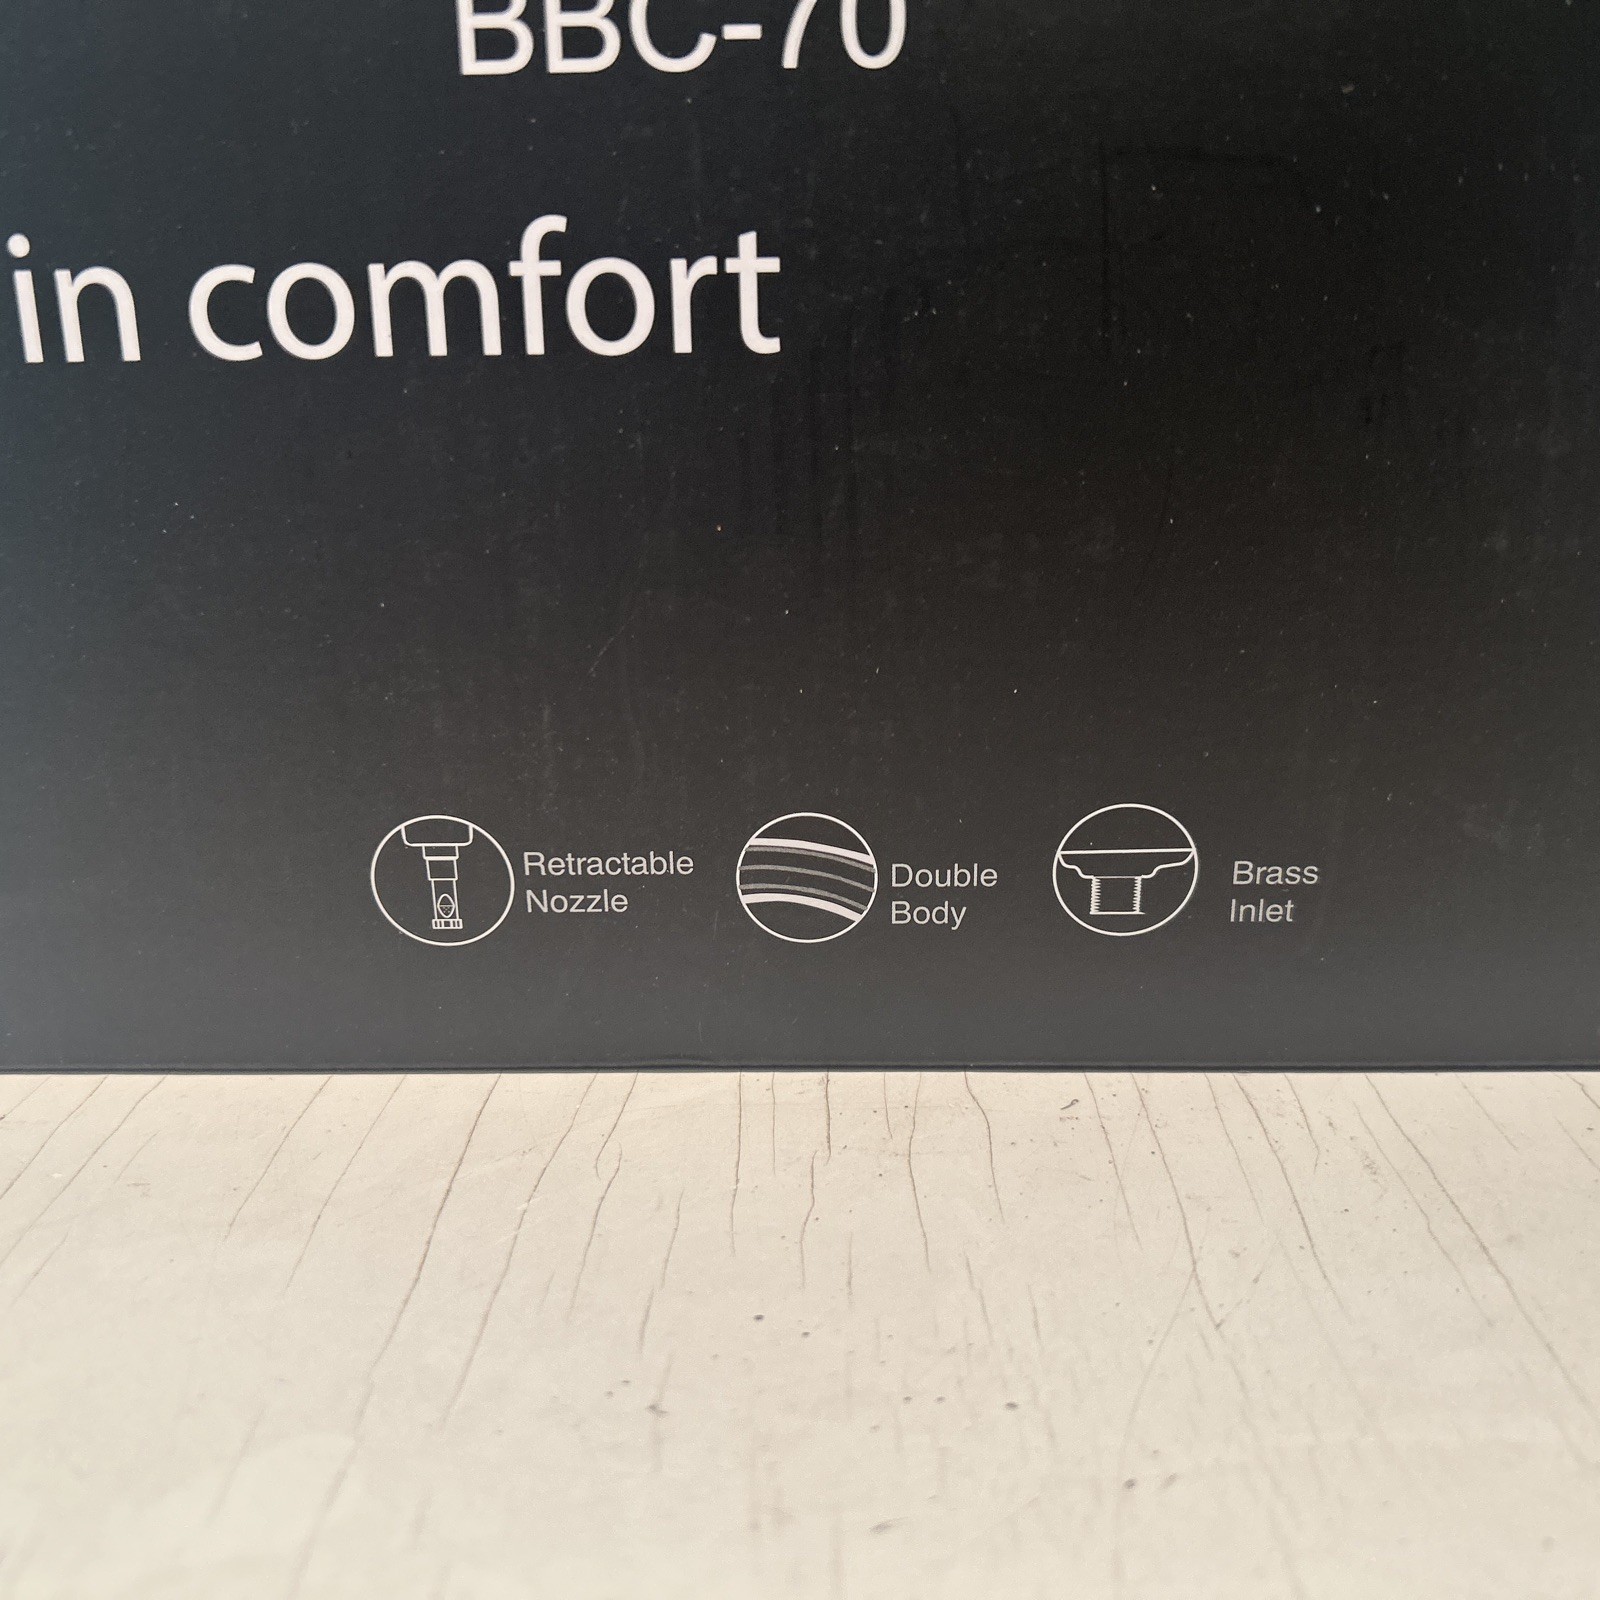 BBC-70
in comfort
Retractable
Nozzle
Double
Body
Brass
Inlet